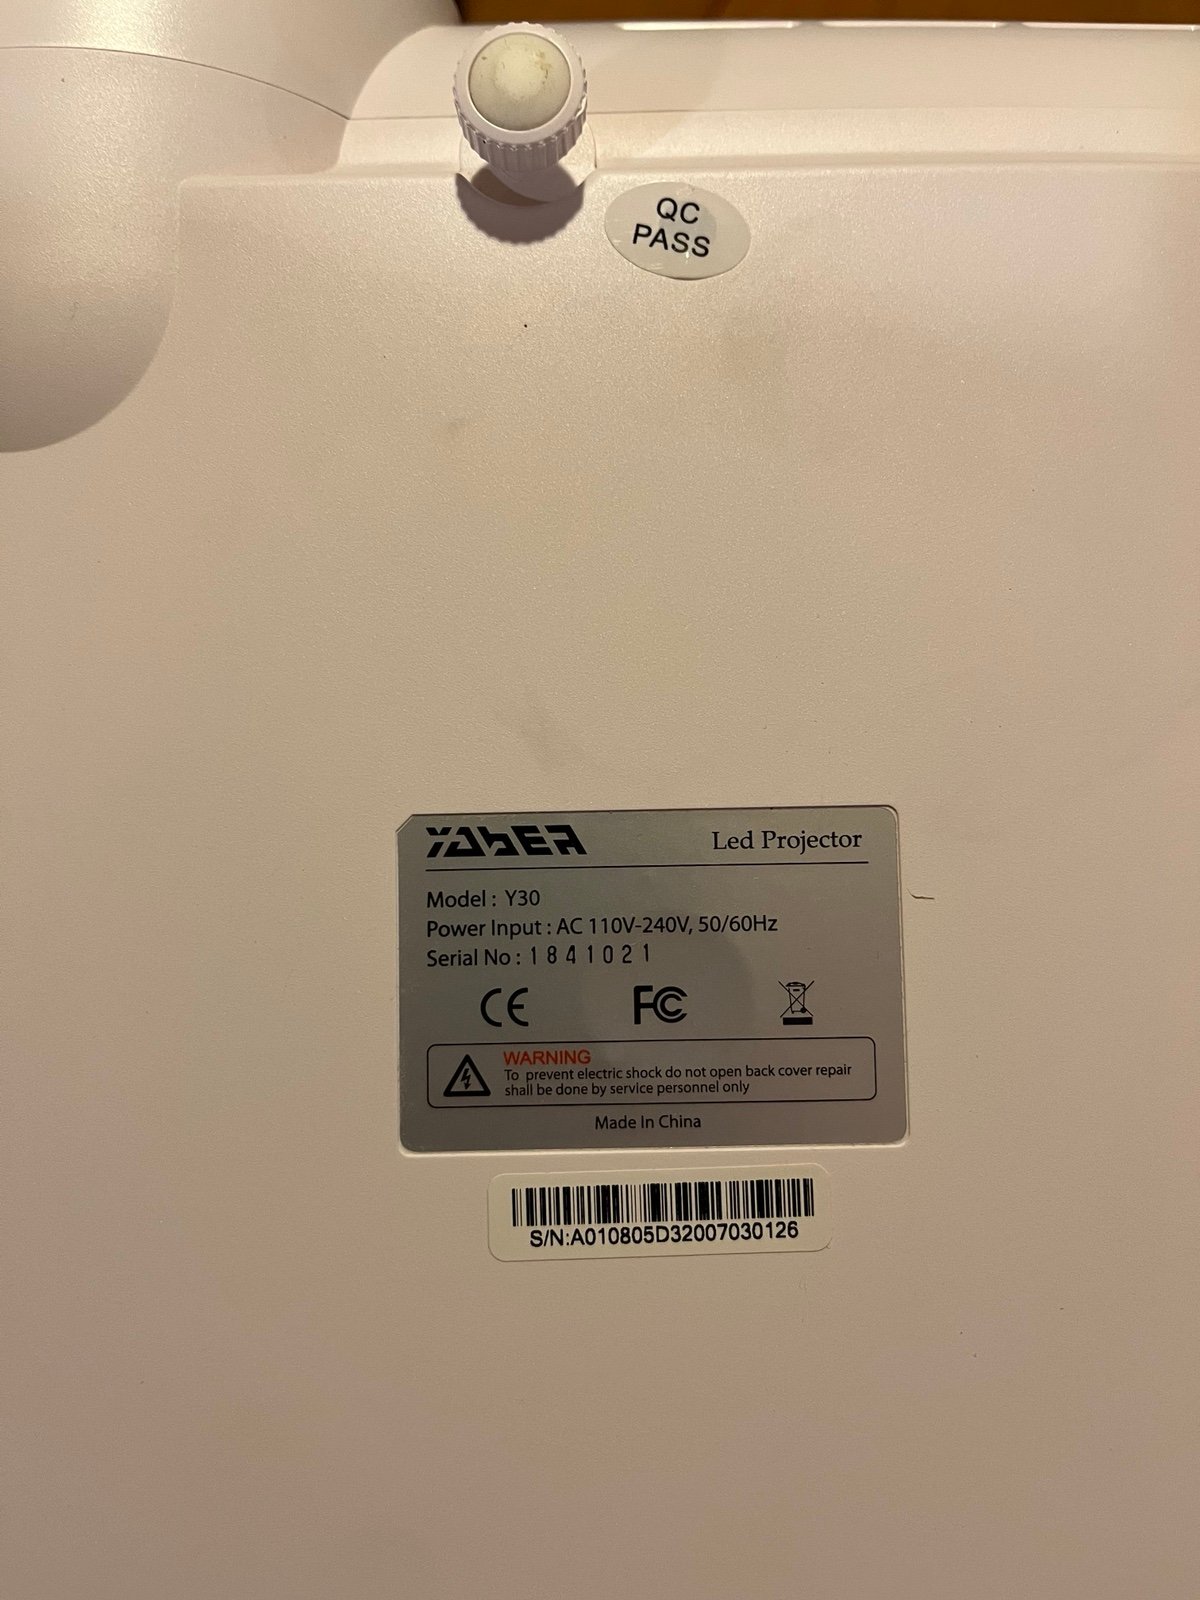 QC
PASS
YABER
Led Projector
Model : Y30
Power Input : AC 110V-240V, 50/60Hz
Serial No : 1841021
CE
FC
WARNING
To prevent electric shock do not open back cover repair
shall be done by service personnel only
Made In China
S/N:A010805D32007030126